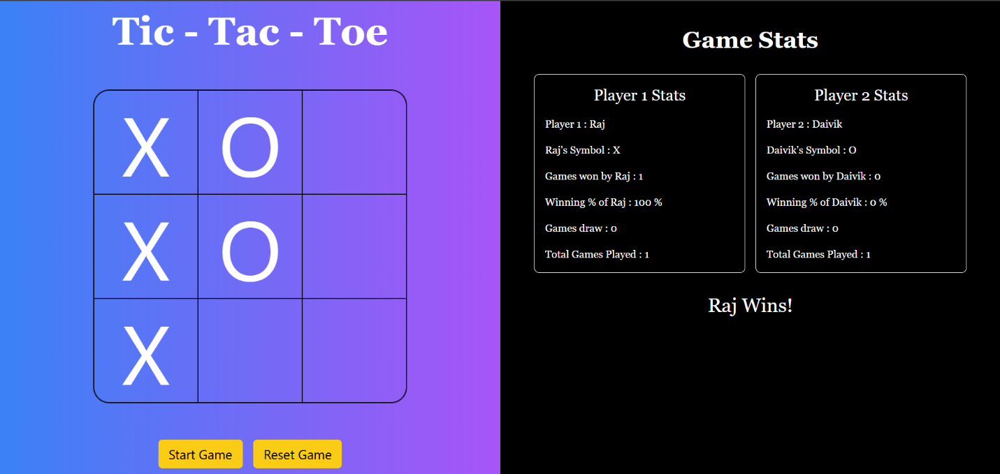 Tic - Tac - Toe
X O
X O
X
Start Game Reset Game
Game Stats
Player 1 Stats
Player 1 : Raj
Raj's Symbol : X
Games won by Raj : 1
Winning % of Raj : 100 %
Games draw : 0
Total Games Played : 1
Player 2 Stats
Player 2 : Daivik
Daivik's Symbol : O
Games won by Daivik : 0
Winning % of Daivik : 0 %
Games draw : 0
Total Games Played : 1
Raj Wins!